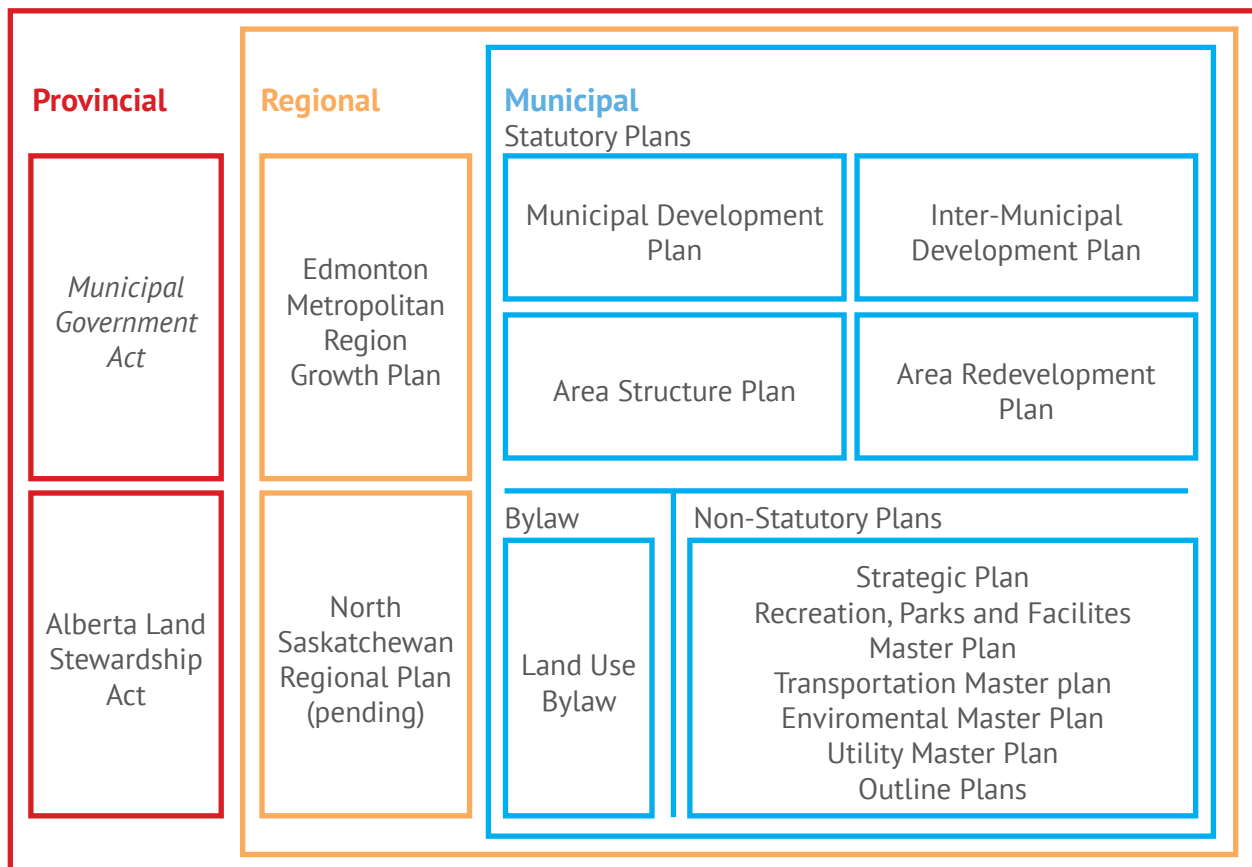 Provincial
Municipal
Government
Act
Alberta Land
Stewardship
Act
Regional
Edmonton
Metropolitan
Region
Growth Plan
North
Saskatchewan
Regional Plan
(pending)
Municipal
Statutory Plans
Municipal Development
Plan
Inter-Municipal
Development Plan
Area Structure Plan
Area Redevelopment
Plan
Bylaw
Land Use
Bylaw
Non-Statutory Plans
Strategic Plan
Recreation, Parks and Facilites
Master Plan
Transportation Master plan
Enviromental Master Plan
Utility Master Plan
Outline Plans